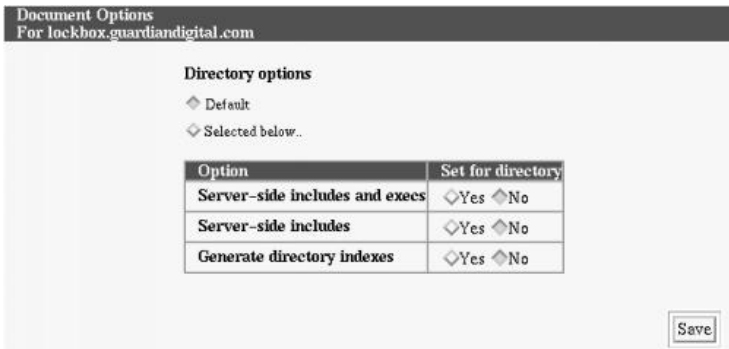 Document Options
For lockbox.guardiandigital.com
Directory options
Default
Selected below..
Option Set for directory
Server-side includes and execs Yes No
Server-side includes Yes No
Generate directory indexes Yes No
Save